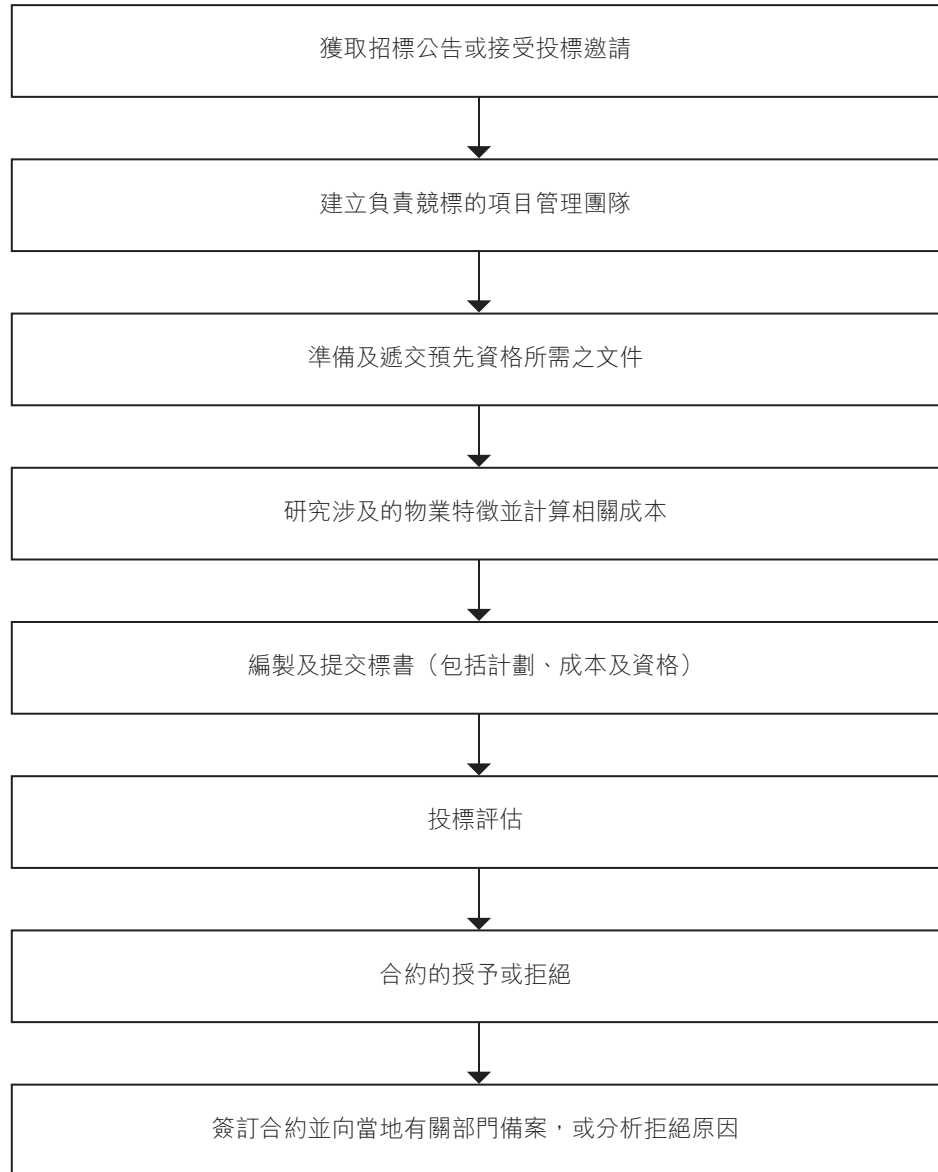 獲取招標公告或接受投標邀請
建立負責競標的項目管理團隊
準備及遞交預先資格所需之文件
研究涉及的物業特徵並計算相關成本
編製及提交標書（包括計劃、成本及資格）
投標評估
合約的授予或拒絕
簽訂合約並向當地有關部門備案，或分析拒絕原因